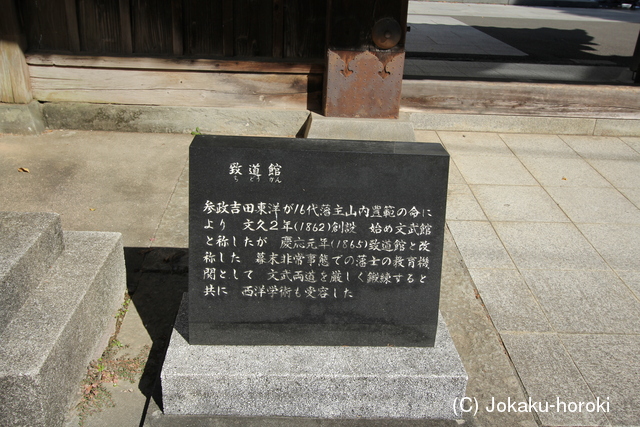 致道館
ちどうかん
参政吉田東洋が16代藩主山内豊範の命に
より　文久2年(1862)創設　始め文武館
と称したが　慶応元年(1865)致道館と改
称した　幕末非常事態での藩士の教育機
関として　文武両道を厳しく鍛練すると
共に　西洋学術も受容した
(C) Jokaku-horoki